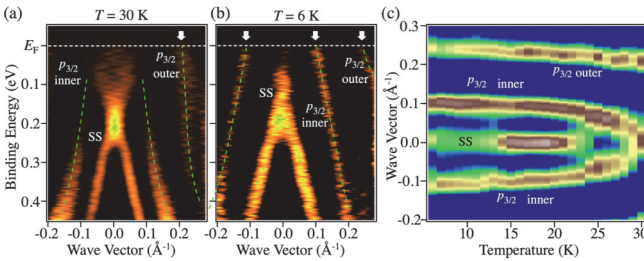 (a) T = 30 K
(b) T = 6 K
(c)
E_F
0.1
0.2
0.3
0.4
Binding Energy (eV)
p_3/2
inner
p_3/2
outer
SS
-0.2 -0.1 0.0 0.1 0.2
Wave Vector (Å⁻¹)
SS
p_3/2
inner
p_3/2
outer
-0.2 -0.1 0.0 0.1 0.2
Wave Vector (Å⁻¹)
Wave Vector (Å⁻¹)
0.3
0.2
0.1
0.0
-0.1
-0.2
p_3/2 outer
p_3/2
inner
SS
p_3/2
inner
10 15 20 25 30
Temperature (K)